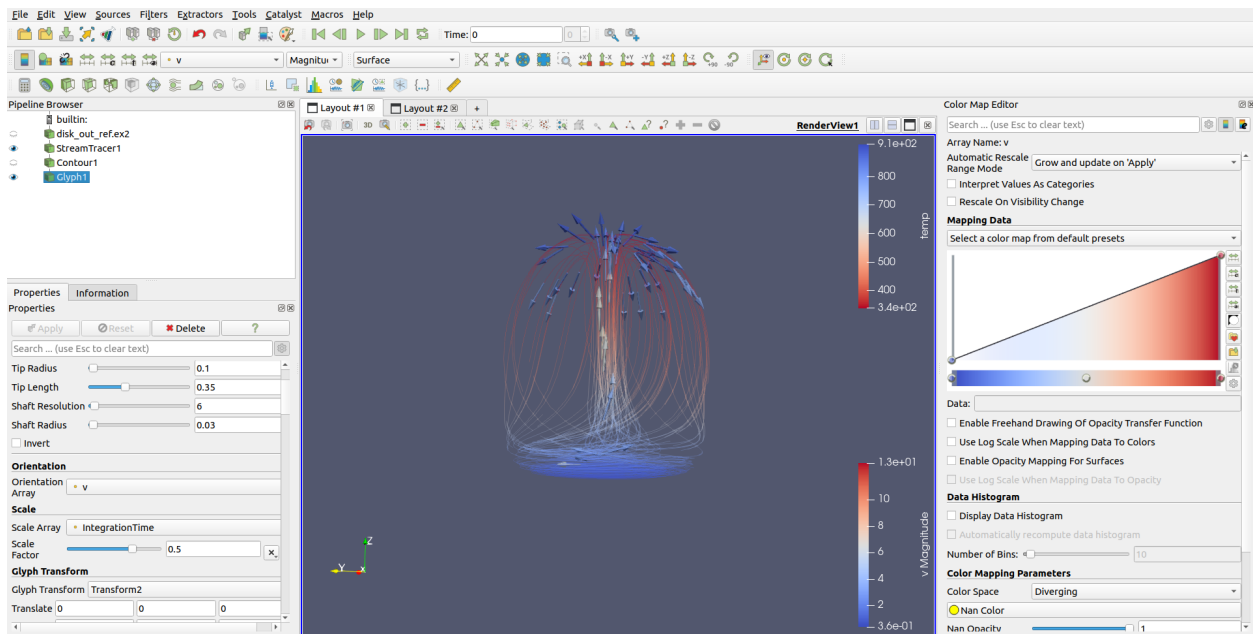 File Edit View Sources Filters Extractors Tools Catalyst Macros Help
Time: 0 0
v Magnitu Surface
+X -X +Y -Y +Z -Z +90 -90
Pipeline Browser
builtin:
disk_out_ref.ex2
StreamTracer1
Contour1
Glyph1
Properties Information
Properties
Apply Reset Delete ?
Search ... (use Esc to clear text)
Tip Radius 0.1
Tip Length 0.35
Shaft Resolution 6
Shaft Radius 0.03
Invert
Orientation
Orientation Array v
Scale
Scale Array IntegrationTime
Scale Factor 0.5
Glyph Transform
Glyph Transform Transform2
Translate 0 0 0
Layout #1 Layout #2 +
3D RenderView1
9.1e+02
800
700
600
500
400
3.4e+02
temp
1.3e+01
10
8
6
4
2
3.6e-01
v Magnitude
Z
Y X
Color Map Editor
Search ... (use Esc to clear text)
Array Name: v
Automatic Rescale Range Mode Grow and update on 'Apply'
Interpret Values As Categories
Rescale On Visibility Change
Mapping Data
Select a color map from default presets
Data:
Enable Freehand Drawing Of Opacity Transfer Function
Use Log Scale When Mapping Data To Colors
Enable Opacity Mapping For Surfaces
Use Log Scale When Mapping Data To Opacity
Data Histogram
Display Data Histogram
Automatically recompute data histogram
Number of Bins: 10
Color Mapping Parameters
Color Space Diverging
Nan Color
Nan Opacity 1